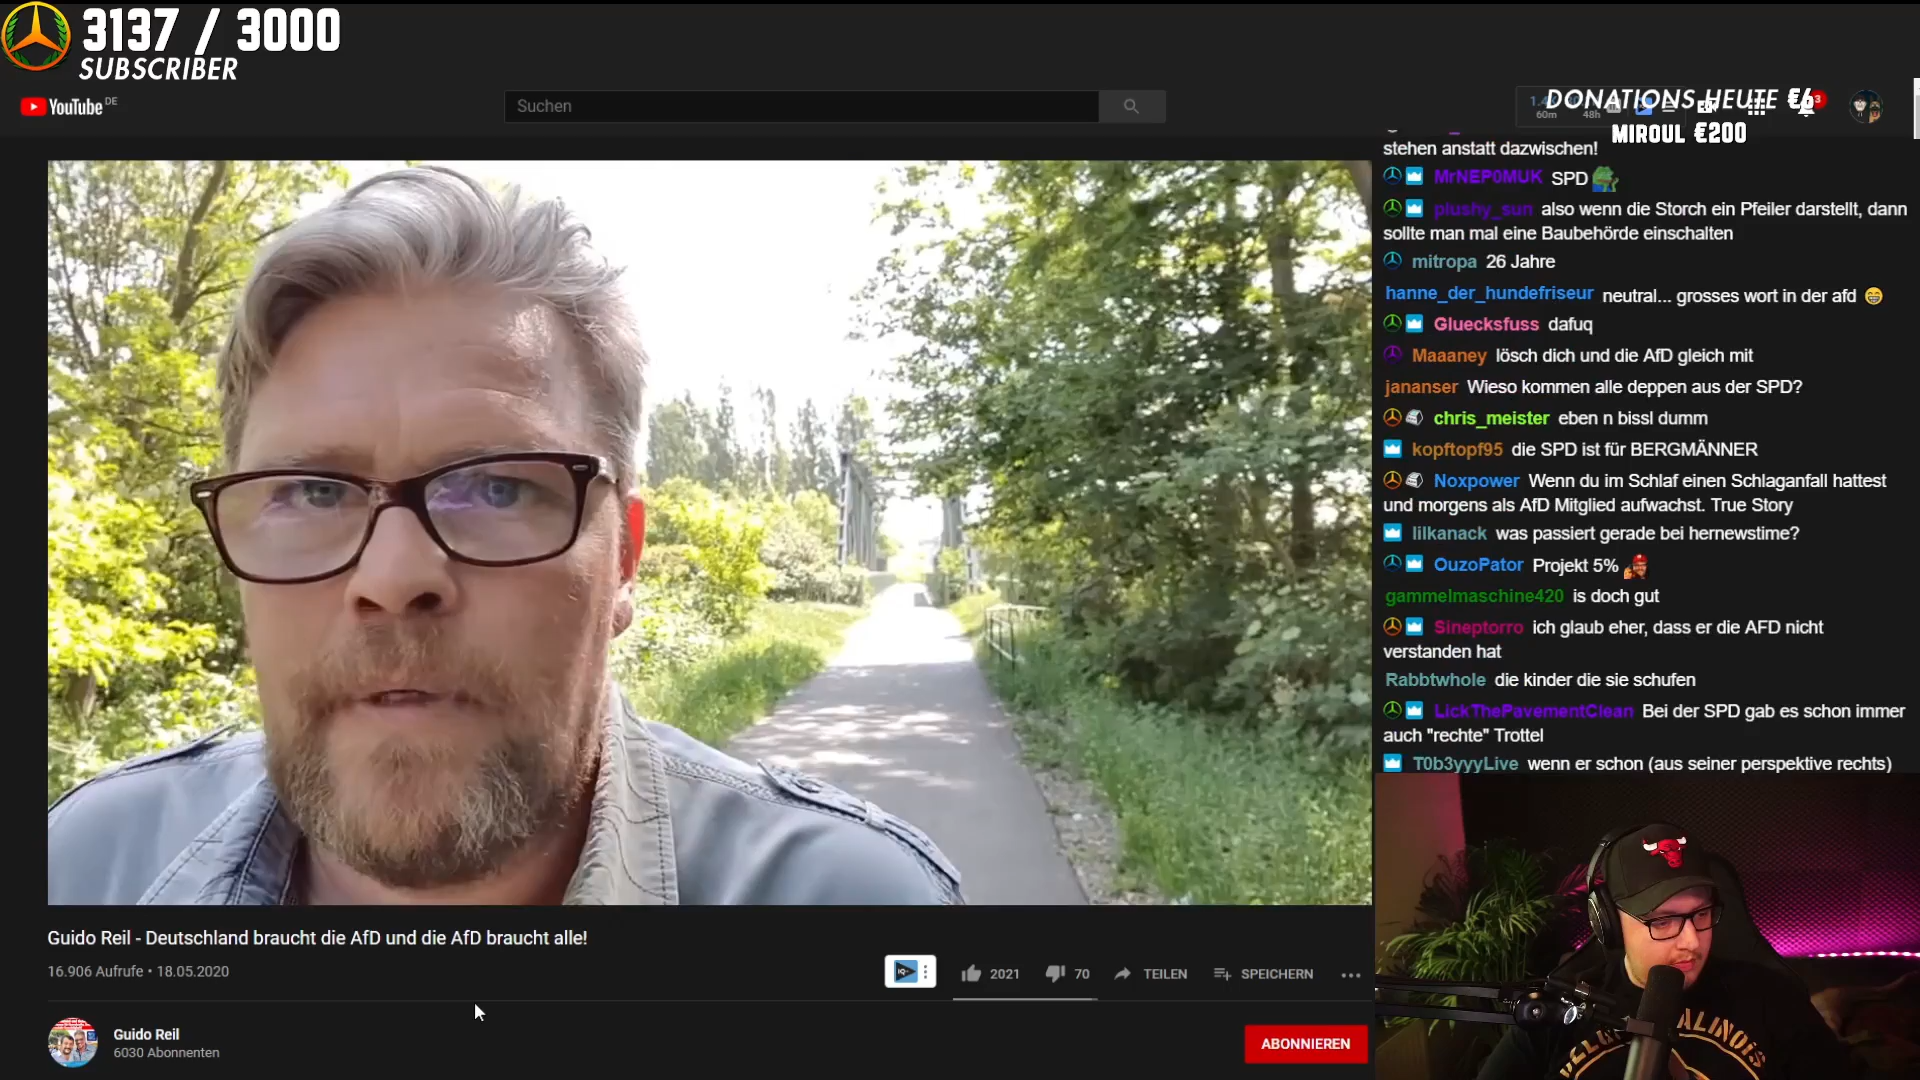 3137 / 3000
SUBSCRIBER
YouTube DE
Suchen
60m 48h
DONATIONS HEUTE €6
3
MIROUL €200
stehen anstatt dazwischen!
MrNEP0MUK SPD
plushy_sun also wenn die Storch ein Pfeiler darstellt, dann
sollte man mal eine Baubehörde einschalten
mitropa 26 Jahre
hanne_der_hundefriseur neutral... grosses wort in der afd 😁
Gluecksfuss dafuq
Maaaney lösch dich und die AfD gleich mit
jananser Wieso kommen alle deppen aus der SPD?
chris_meister eben n bissl dumm
kopftopf95 die SPD ist für BERGMÄNNER
Noxpower Wenn du im Schlaf einen Schlaganfall hattest
und morgens als AfD Mitglied aufwachst. True Story
lilkanack was passiert gerade bei hernewstime?
OuzoPator Projekt 5%
gammelmaschine420 is doch gut
Sineptorro ich glaub eher, dass er die AFD nicht
verstanden hat
Rabbtwhole die kinder die sie schufen
LickThePavementClean Bei der SPD gab es schon immer
auch "rechte" Trottel
T0b3yyyLive wenn er schon (aus seiner perspektive rechts)
Guido Reil - Deutschland braucht die AfD und die AfD braucht alle!
16.906 Aufrufe • 18.05.2020
2021
70
TEILEN
SPEICHERN
Guido Reil
6030 Abonnenten
ABONNIEREN